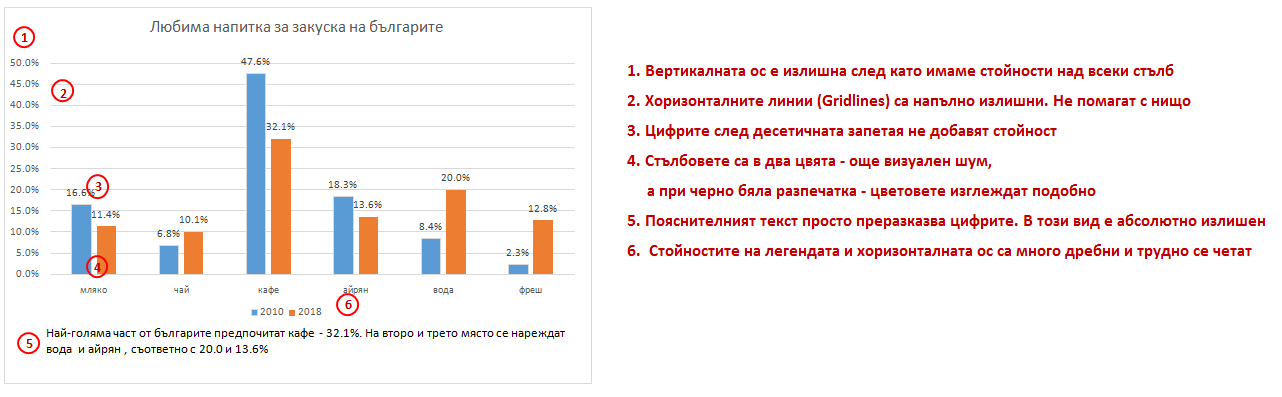 Любима напитка за закуска на българите
1
50.0%
45.0%
40.0%
35.0%
30.0%
25.0%
20.0%
15.0%
10.0%
5.0%
0.0%
2
3
4
16.6%
11.4%
6.8%
10.1%
47.6%
32.1%
18.3%
13.6%
8.4%
20.0%
2.3%
12.8%
мляко чай кафе айрян вода фреш
2010 2018
6
5
Най-голяма част от българите предпочитат кафе - 32.1%. На второ и трето място се нареждат
вода и айрян , съответно с 20.0 и 13.6%
1. Вертикалната ос е излишна след като имаме стойности над всеки стълб
2. Хоризонталните линии (Gridlines) са напълно излишни. Не помагат с нищо
3. Цифрите след десетичната запетая не добавят стойност
4. Стълбовете са в два цвята - още визуален шум,
а при черно бяла разпечатка - цветовете изглеждат подобно
5. Пояснителният текст просто преразказва цифрите. В този вид е абсолютно излишен
6. Стойностите на легендата и хоризонталната ос са много дребни и трудно се четат